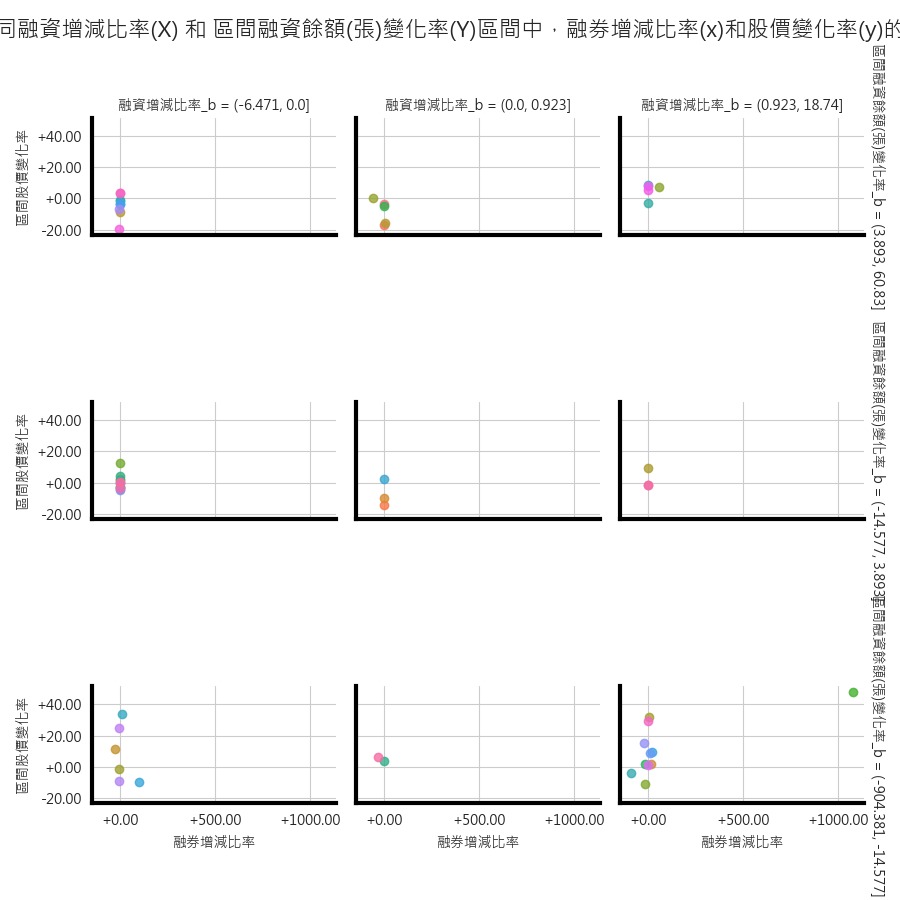 同融資增減比率(X) 和 區間融資餘額(張)變化率(Y)區間中，融券增減比率(x)和股價變化率(y)的
融資增減比率_b = (-6.471, 0.0]
融資增減比率_b = (0.0, 0.923]
融資增減比率_b = (0.923, 18.74]
區間股價變化率
+40.00
+20.00
+0.00
-20.00
區間融資餘額(張)變化率_b = (3.893, 60.83]
區間股價變化率
+40.00
+20.00
+0.00
-20.00
區間融資餘額(張)變化率_b = (-14.577, 3.893]
區間股價變化率
+40.00
+20.00
+0.00
-20.00
區間融資餘額(張)變化率_b = (-904.381, -14.577]
+0.00 +500.00 +1000.00
+0.00 +500.00 +1000.00
+0.00 +500.00 +1000.00
融券增減比率
融券增減比率
融券增減比率